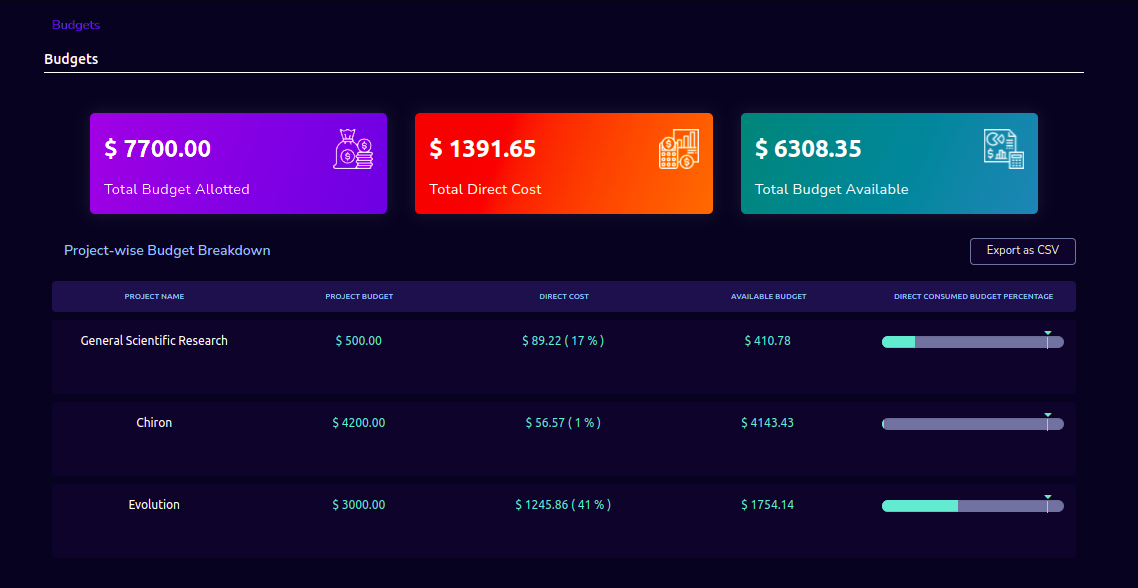 Budgets
Budgets
$ 7700.00
Total Budget Allotted
$ 1391.65
Total Direct Cost
$ 6308.35
Total Budget Available
Project-wise Budget Breakdown
Export as CSV
PROJECT NAME PROJECT BUDGET DIRECT COST AVAILABLE BUDGET DIRECT CONSUMED BUDGET PERCENTAGE
General Scientific Research $ 500.00 $ 89.22 ( 17 % ) $ 410.78
Chiron $ 4200.00 $ 56.57 ( 1 % ) $ 4143.43
Evolution $ 3000.00 $ 1245.86 ( 41 % ) $ 1754.14